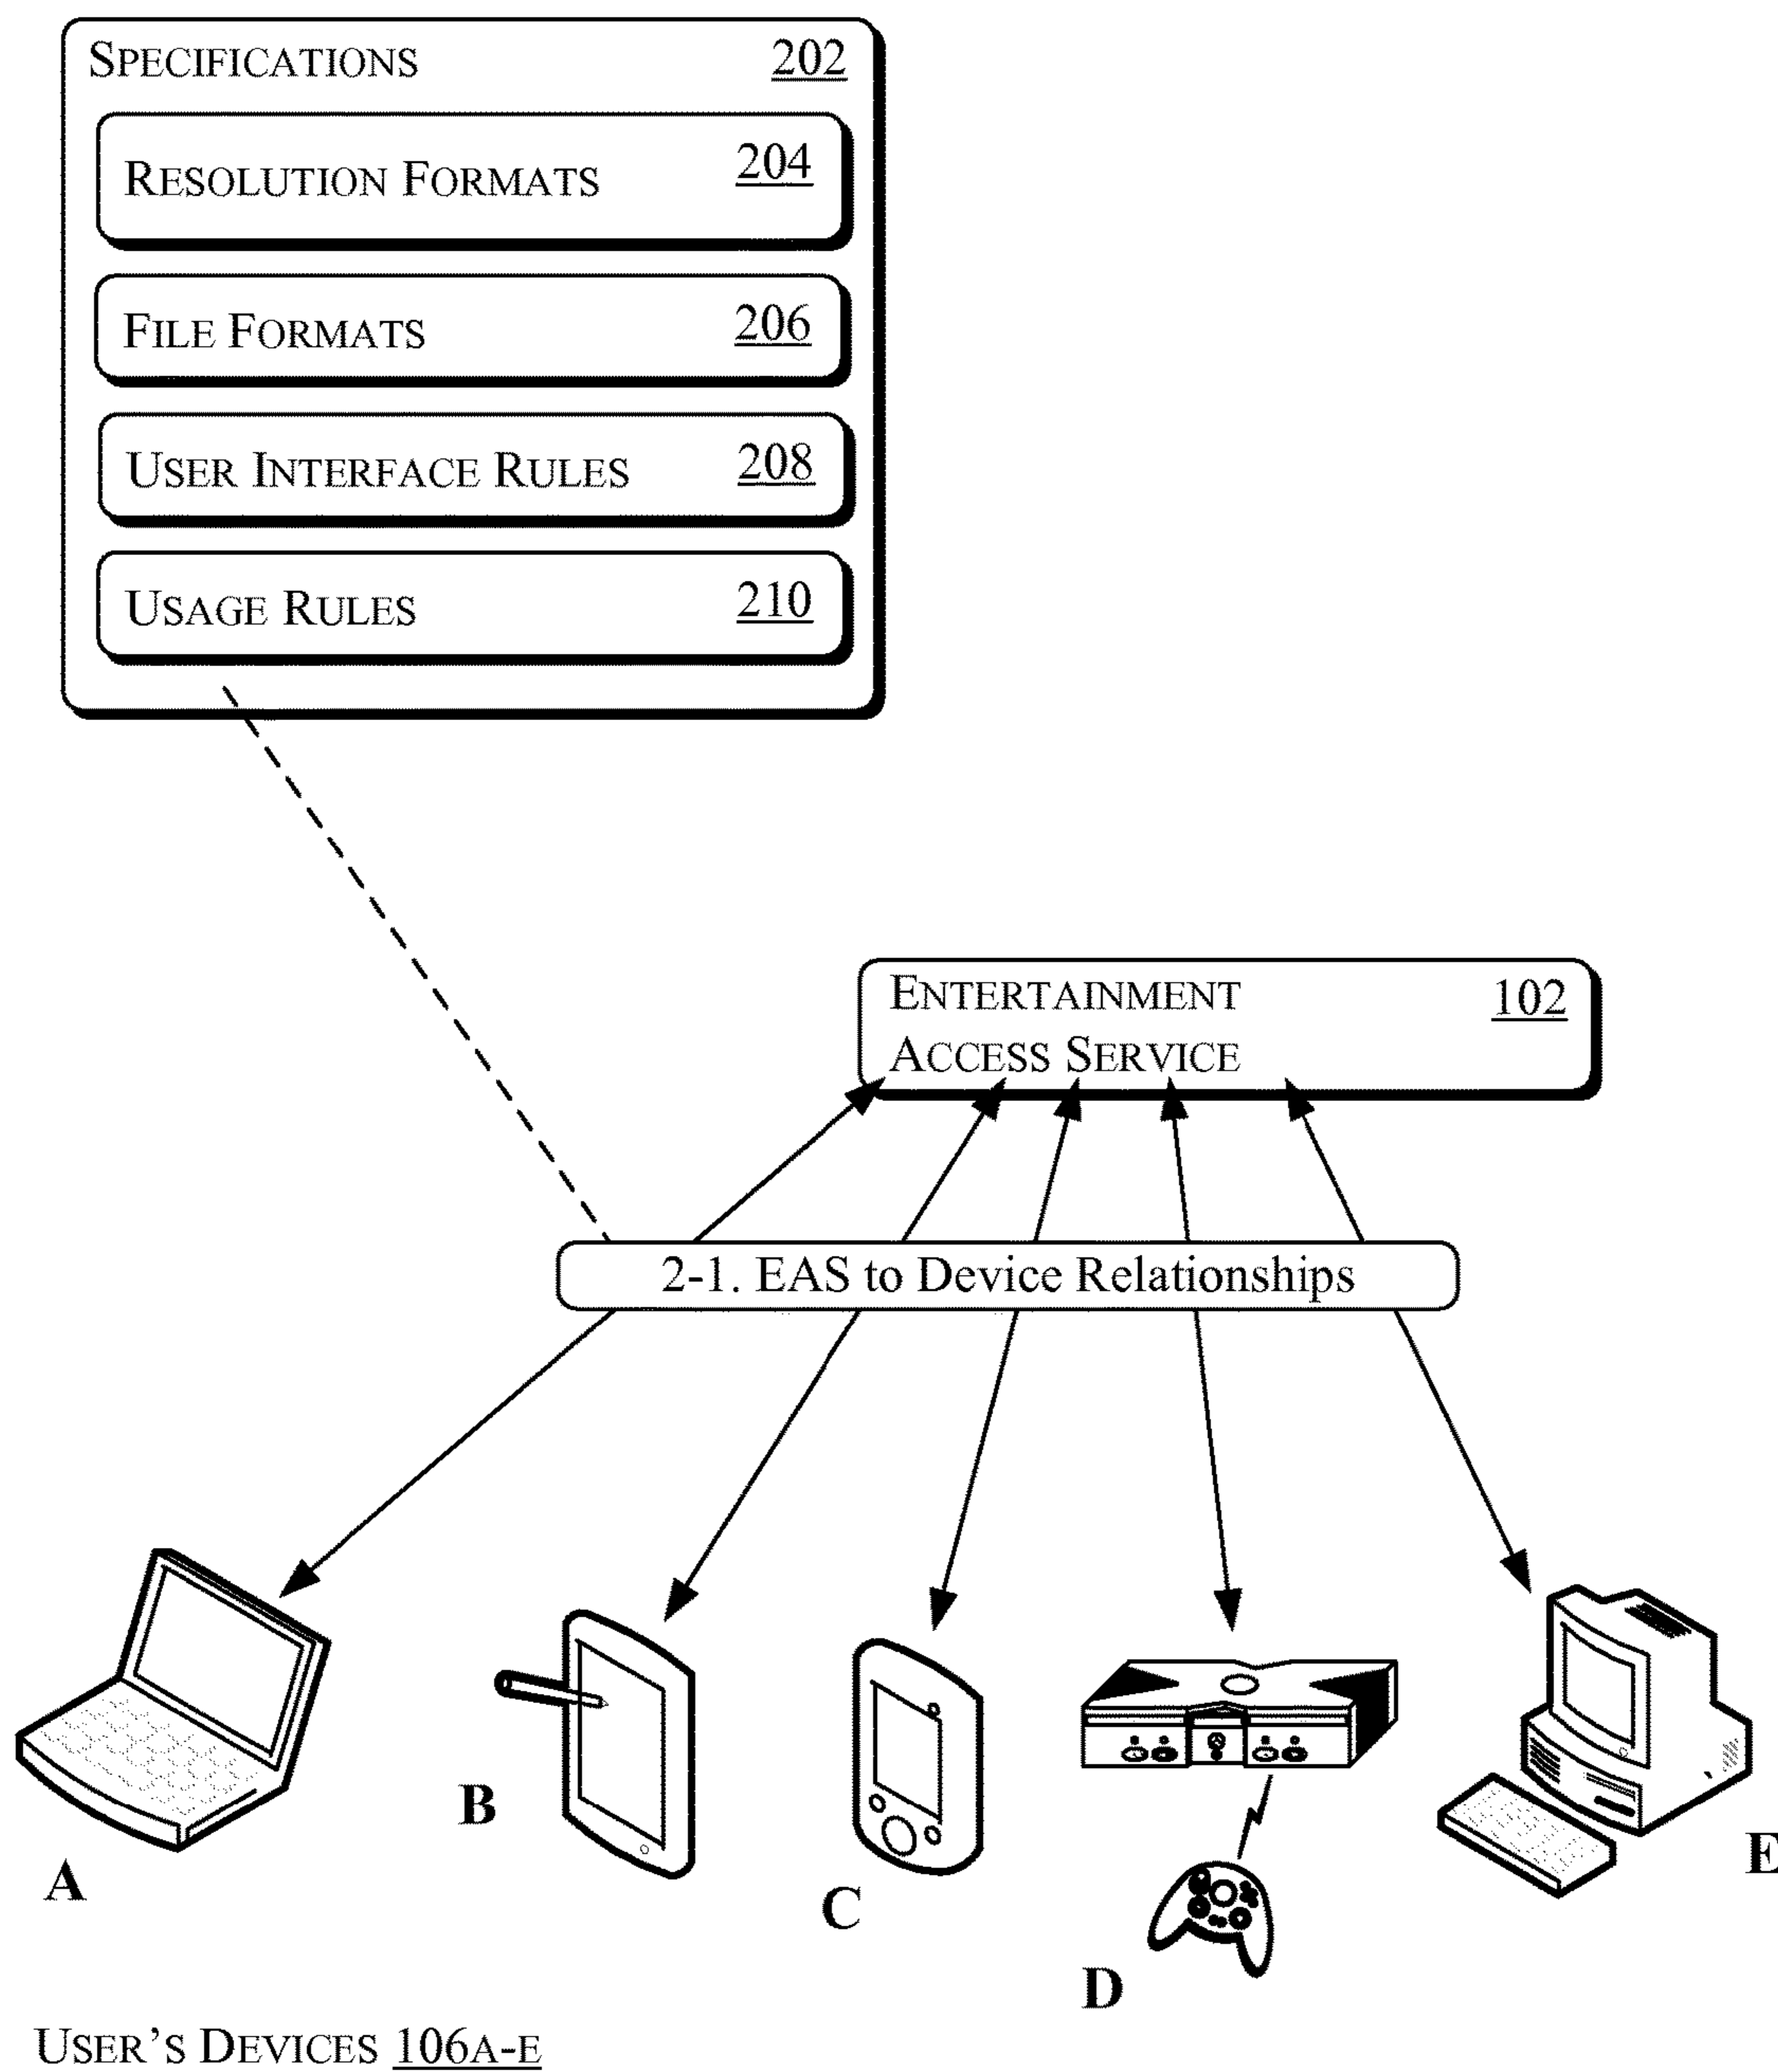 SPECIFICATIONS 202
RESOLUTION FORMATS 204
FILE FORMATS 206
USER INTERFACE RULES 208
USAGE RULES 210
ENTERTAINMENT 102
ACCESS SERVICE
2-1. EAS to Device Relationships
A
B
C
D
E
USER'S DEVICES 106A-E